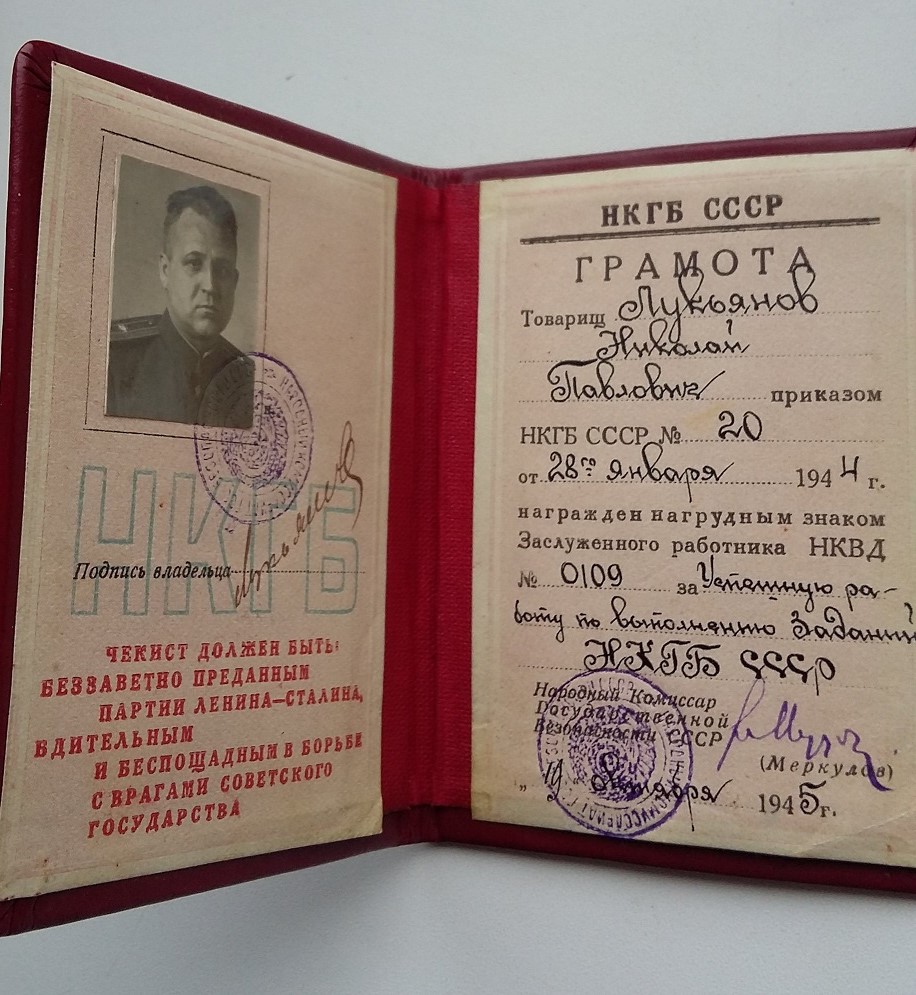 НКГБ
Подпись владельца Лукьянов
ЧЕКИСТ ДОЛЖЕН БЫТЬ:
БЕЗЗАВЕТНО ПРЕДАННЫМ
ПАРТИИ ЛЕНИНА—СТАЛИНА,
БДИТЕЛЬНЫМ
И БЕСПОЩАДНЫМ В БОРЬБЕ
С ВРАГАМИ СОВЕТСКОГО
ГОСУДАРСТВА
НКГБ СССР
ГРАМОТА
Товарищ Лукьянов
Николай
Павлович приказом
НКГБ СССР № 20
от 28го января 1944 г.
награжден нагрудным знаком
Заслуженного работника НКВД
№ 0109 за Успешную ра-
боту по выполнению Заданий
НКГБ СССР
Народный Комиссар
Государственной
Безопасности СССР
(Меркулов)
октября 1945 г.